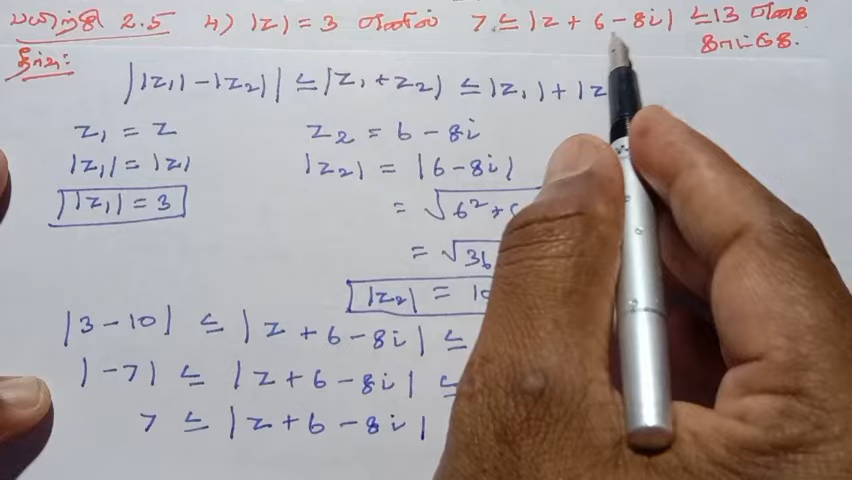 பயிற்சி 2.5 4) |z| = 3 எனில் 7 ≤ |z + 6 - 8i| ≤ 13 எனக்
காட்டுக.
தீர்வு:
||z₁| - |z₂|| ≤ |z₁ + z₂| ≤ |z₁| + |z
z₁ = z z₂ = 6 - 8i
|z₁| = |z| |z₂| = |6 - 8i|
|z₁| = 3 = √6² +
= √36
|z₂| = 10
|3 - 10| ≤ |z + 6 - 8i| ≤
|-7| ≤ |z + 6 - 8i| ≤
7 ≤ |z + 6 - 8i|